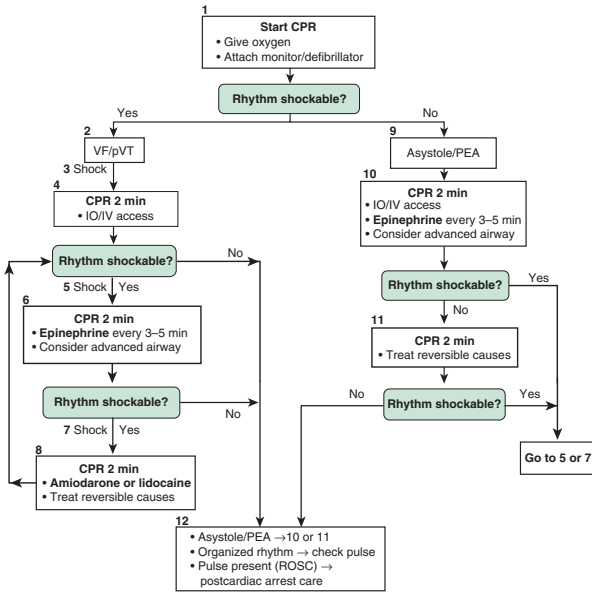 1
Start CPR
• Give oxygen
• Attach monitor/defibrillator
Rhythm shockable?
Yes
No
2
VF/pVT
3 Shock
4
CPR 2 min
• IO/IV access
Rhythm shockable?
No
5 Shock
Yes
6
CPR 2 min
• Epinephrine every 3–5 min
• Consider advanced airway
Rhythm shockable?
No
7 Shock
Yes
8
CPR 2 min
• Amiodarone or lidocaine
• Treat reversible causes
9
Asystole/PEA
10
CPR 2 min
• IO/IV access
• Epinephrine every 3–5 min
• Consider advanced airway
Rhythm shockable?
Yes
No
11
CPR 2 min
• Treat reversible causes
No
Rhythm shockable?
Yes
Go to 5 or 7
12
• Asystole/PEA → 10 or 11
• Organized rhythm → check pulse
• Pulse present (ROSC) →
postcardiac arrest care